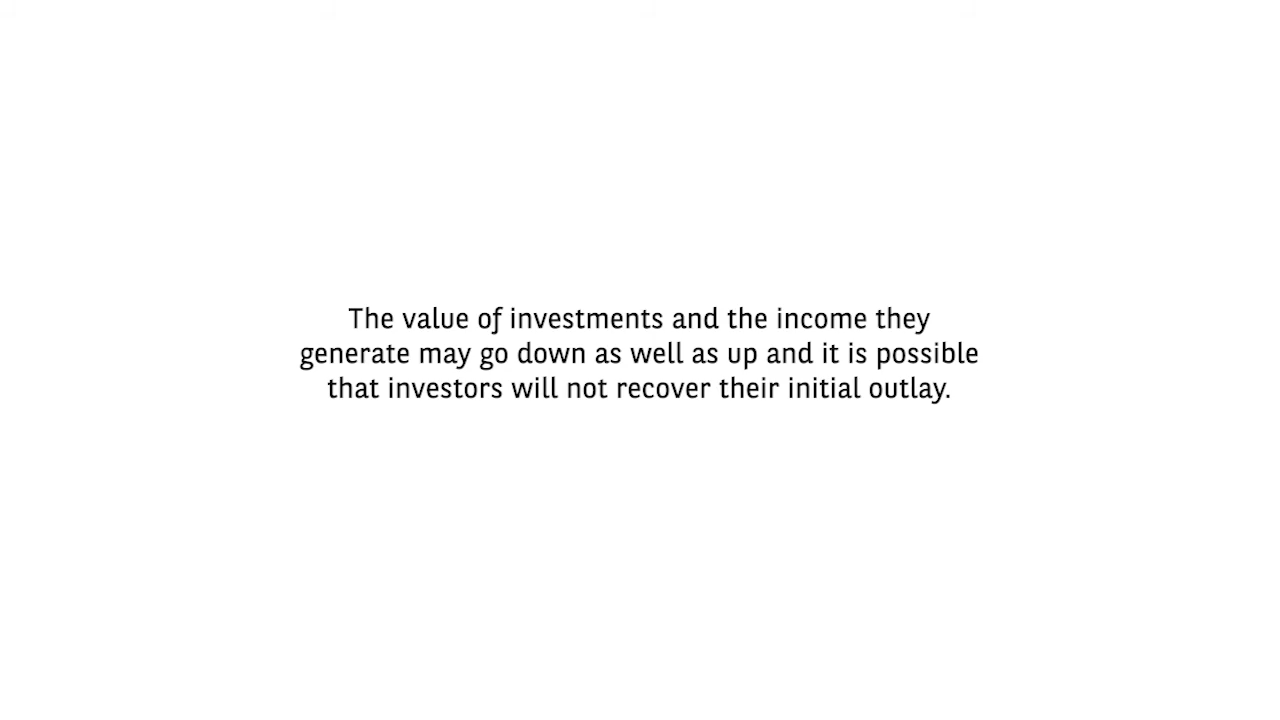 The value of investments and the income they
generate may go down as well as up and it is possible
that investors will not recover their initial outlay.